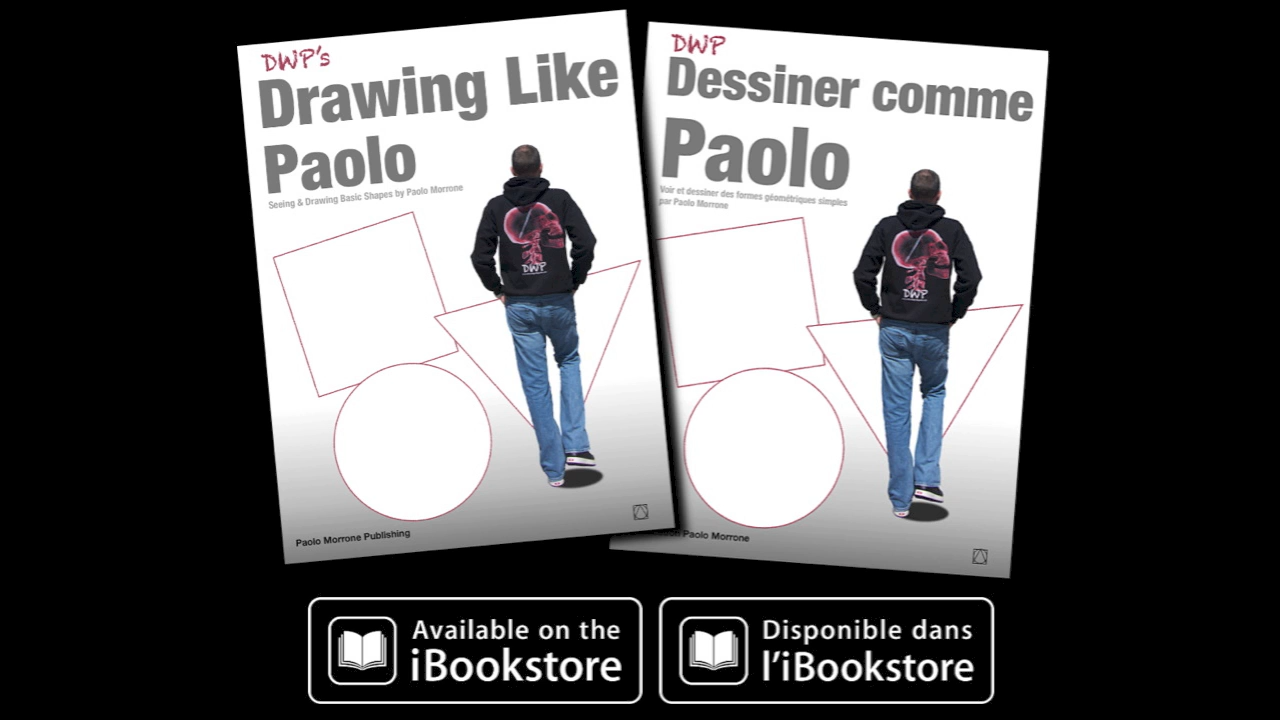 DWP's
Drawing Like
Paolo
Seeing & Drawing Basic Shapes by Paolo Morrone
DWP
Paolo Morrone Publishing
DWP
Dessiner comme
Paolo
Voir et dessiner des formes géométriques simples
par Paolo Morrone
DWP
Paolo Morrone
Available on the
iBookstore
Disponible dans
l'iBookstore